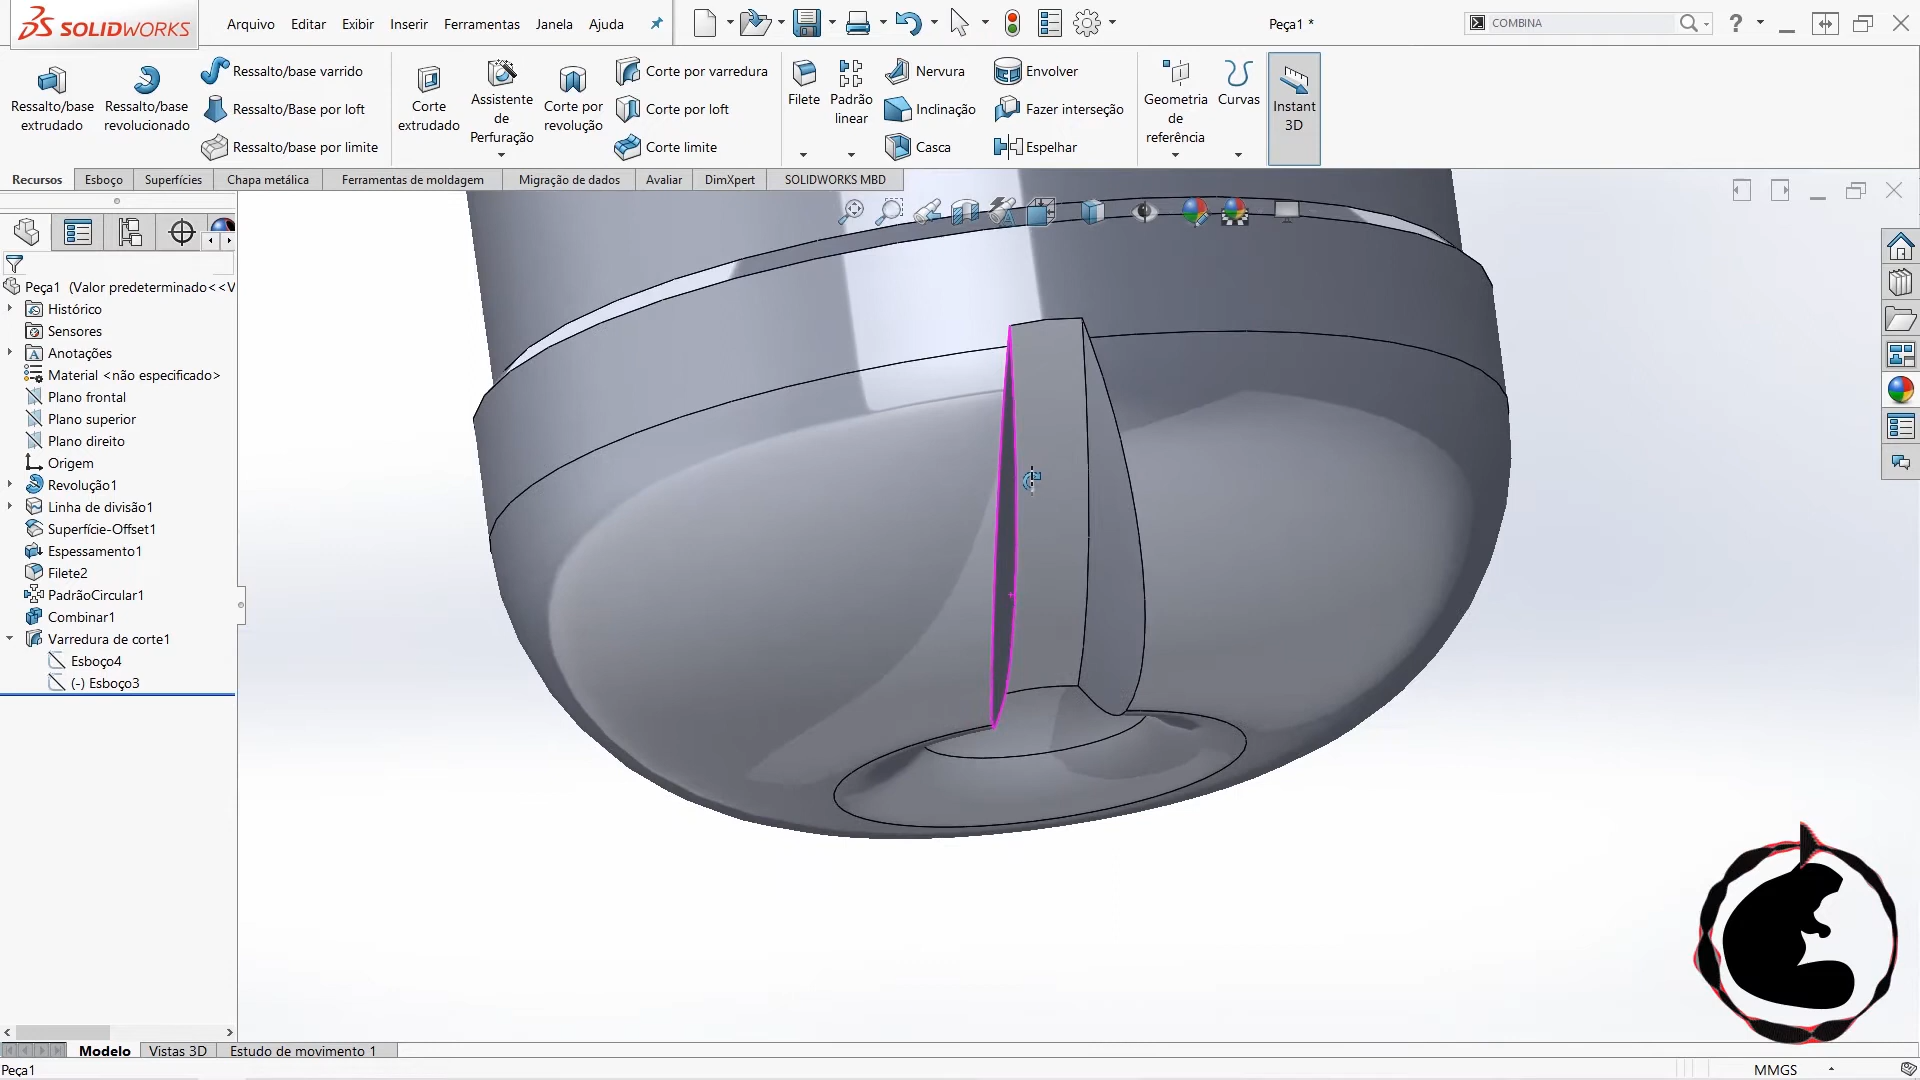 SOLIDWORKS
Arquivo Editar Exibir Inserir Ferramentas Janela Ajuda
Peça1 *
COMBINA
Ressalto/base extrudado
Ressalto/base revolucionado
Ressalto/base varrido
Ressalto/Base por loft
Ressalto/base por limite
Corte extrudado
Assistente de Perfuração
Corte por revolução
Corte por varredura
Corte por loft
Corte limite
Filete
Padrão linear
Nervura
Inclinação
Casca
Envolver
Fazer interseção
Espelhar
Geometria de referência
Curvas
Instant 3D
Recursos Esboço Superfícies Chapa metálica Ferramentas de moldagem Migração de dados Avaliar DimXpert SOLIDWORKS MBD
Peça1 (Valor predeterminado<<V
Histórico
Sensores
Anotações
Material <não especificado>
Plano frontal
Plano superior
Plano direito
Origem
Revolução1
Linha de divisão1
Superfície-Offset1
Espessamento1
Filete2
PadrãoCircular1
Combinar1
Varredura de corte1
Esboço4
(-) Esboço3
Modelo Vistas 3D Estudo de movimento 1
Peça1
MMGS